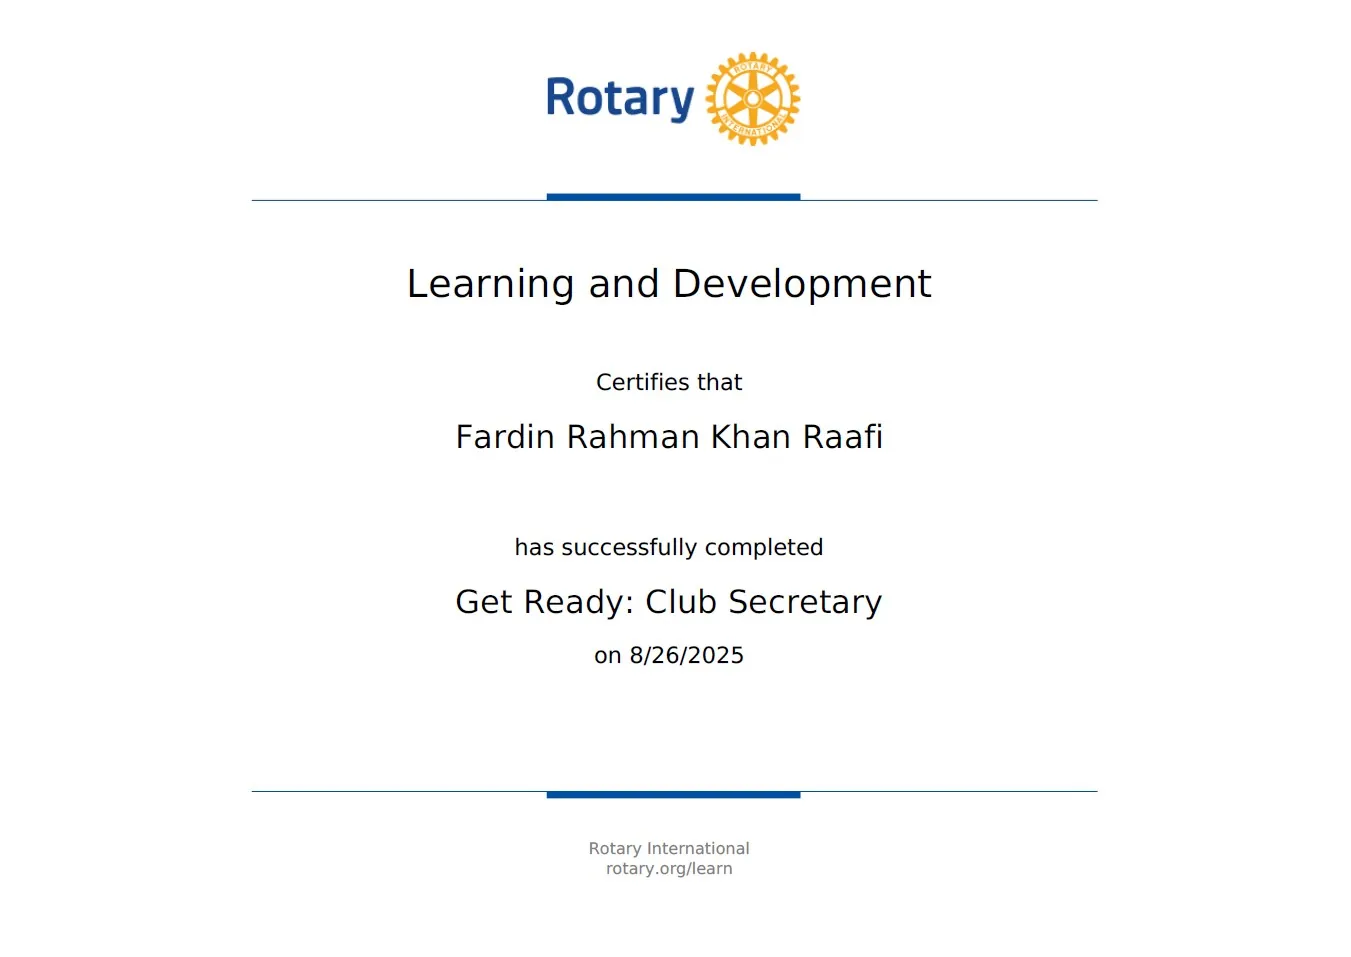 Rotary
ROTARY
INTERNATIONAL
Learning and Development
Certifies that
Fardin Rahman Khan Raafi
has successfully completed
Get Ready: Club Secretary
on 8/26/2025
Rotary International
rotary.org/learn